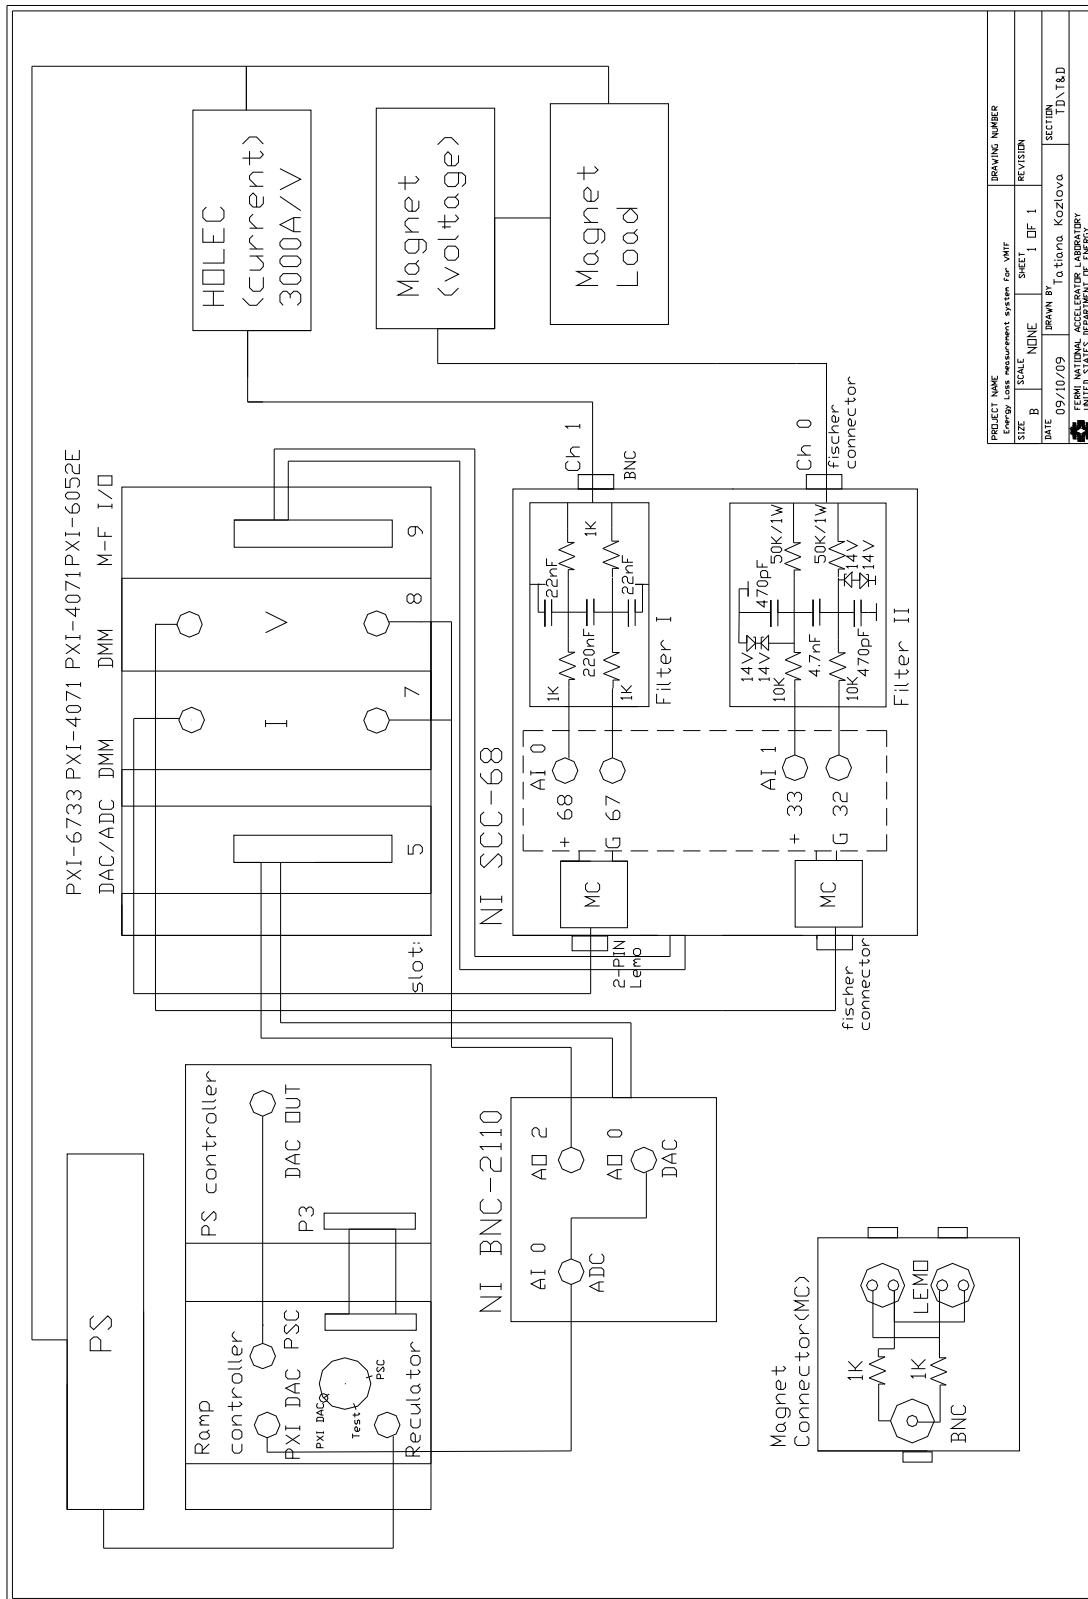 PS
Ramp
controller
PXI DAC PSC
PXI DAC
Test
PSC
Reculator
PS controller
DAC OUT
P3
PXI-6733 PXI-4071 PXI-4071 PXI-6052E
DAC/ADC DMM DMM M-F I/O
I
V
slot:
5
7
8
9
HOLEC
(current)
3000A/V
Magnet
(voltage)
Magnet
Load
NI BNC-2110
AI 0
ADC
AO 2
AO 0
DAC
NI SCC-68
MC
2-PIN
Lemo
+ 68
G 67
AI 0
1K
1K
220nF
22nF
22nF
1K
Filter I
Ch 1
BNC
MC
fischer
connector
+ 33
G 32
AI 1
14V
14V
10K
10K
470pF
4.7nF
470pF
50K/1W
50K/1W
14V
14V
Filter II
Ch 0
fischer
connector
Magnet
Connector(MC)
1K
1K
BNC
LEMO
PROJECT NAME
Energy Loss measurement system for VMTF
DRAWING NUMBER
SIZE B
SCALE NONE
SHEET 1 OF 1
REVISION
DATE 09/10/09
DRAWN BY Tatiana Kozlova
SECTION TD\T&D
FERMI NATIONAL ACCELERATOR LABORATORY
UNITED STATES DEPARTMENT OF ENERGY